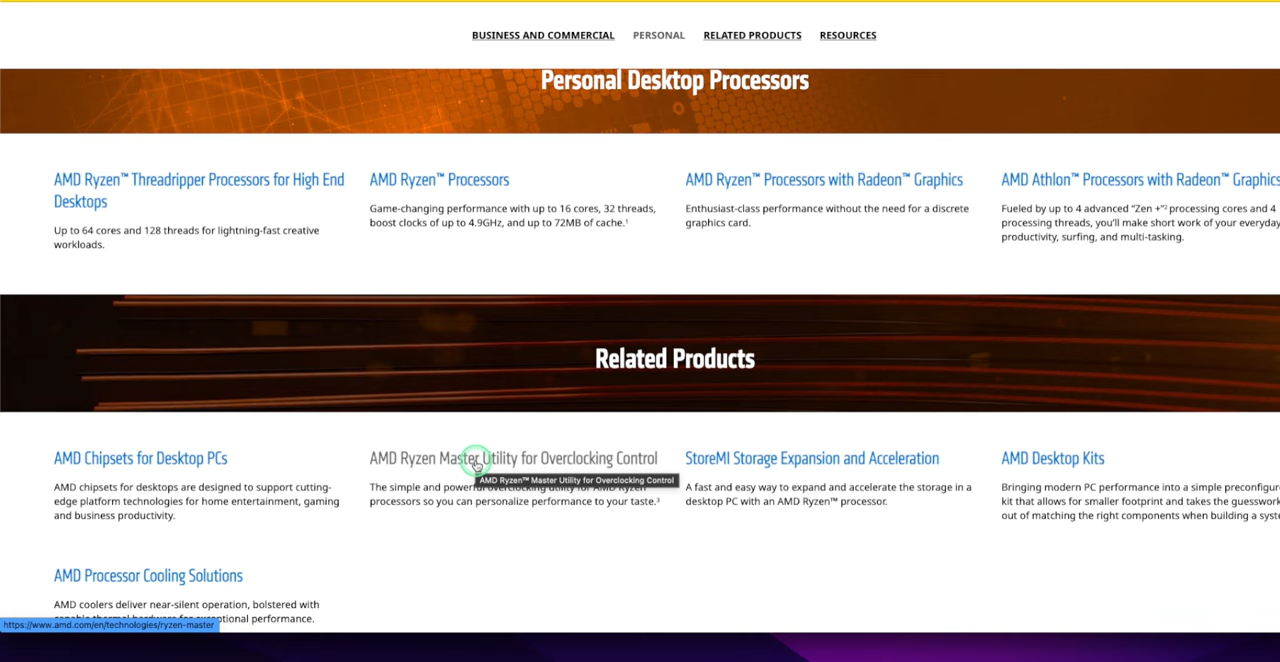 BUSINESS AND COMMERCIAL PERSONAL RELATED PRODUCTS RESOURCES
Personal Desktop Processors
AMD Ryzen™ Threadripper Processors for High End
Desktops
Up to 64 cores and 128 threads for lightning-fast creative
workloads.
AMD Ryzen™ Processors
Game-changing performance with up to 16 cores, 32 threads,
boost clocks of up to 4.9GHz, and up to 72MB of cache.¹
AMD Ryzen™ Processors with Radeon™ Graphics
Enthusiast-class performance without the need for a discrete
graphics card.
AMD Athlon™ Processors with Radeon™ Graphics
Fueled by up to 4 advanced "Zen +"² processing cores and 4
processing threads, you'll make short work of your everyday
productivity, surfing, and multi-tasking.
Related Products
AMD Chipsets for Desktop PCs
AMD chipsets for desktops are designed to support cutting-
edge platform technologies for home entertainment, gaming
and business productivity.
AMD Ryzen Master Utility for Overclocking Control
AMD Ryzen™ Master Utility for Overclocking Control
The simple and powerful overclocking utility for AMD Ryzen™
processors so you can personalize performance to your taste.³
StoreMI Storage Expansion and Acceleration
A fast and easy way to expand and accelerate the storage in a
desktop PC with an AMD Ryzen™ processor.
AMD Desktop Kits
Bringing modern PC performance into a simple preconfigur
kit that allows for smaller footprint and takes the guesswork
out of matching the right components when building a syst
AMD Processor Cooling Solutions
AMD coolers deliver near-silent operation, bolstered with
capable thermal hardware for exceptional performance.
https://www.amd.com/en/technologies/ryzen-master